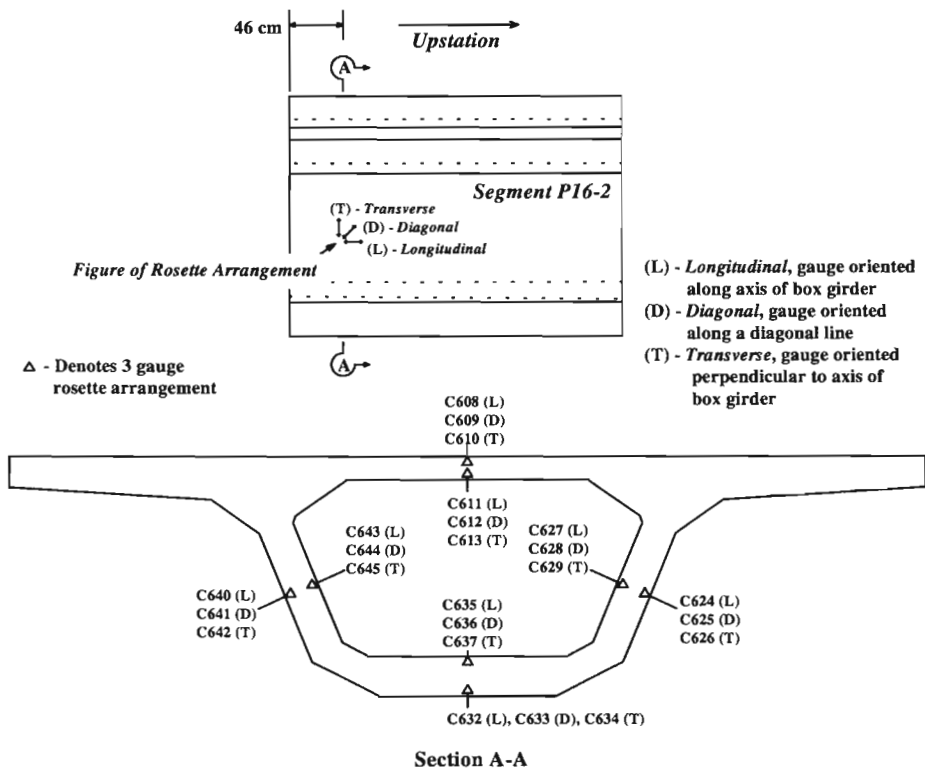 46 cm
Upstation
A
Segment P16-2
(T) - Transverse
(D) - Diagonal
(L) - Longitudinal
Figure of Rosette Arrangement
(L) - Longitudinal, gauge oriented
along axis of box girder
(D) - Diagonal, gauge oriented
along a diagonal line
(T) - Transverse, gauge oriented
perpendicular to axis of
box girder
Δ - Denotes 3 gauge
rosette arrangement
A
C608 (L)
C609 (D)
C610 (T)
C611 (L)
C612 (D)
C613 (T)
C643 (L)
C644 (D)
C645 (T)
C627 (L)
C628 (D)
C629 (T)
C640 (L)
C641 (D)
C642 (T)
C635 (L)
C636 (D)
C637 (T)
C624 (L)
C625 (D)
C626 (T)
C632 (L), C633 (D), C634 (T)
Section A-A